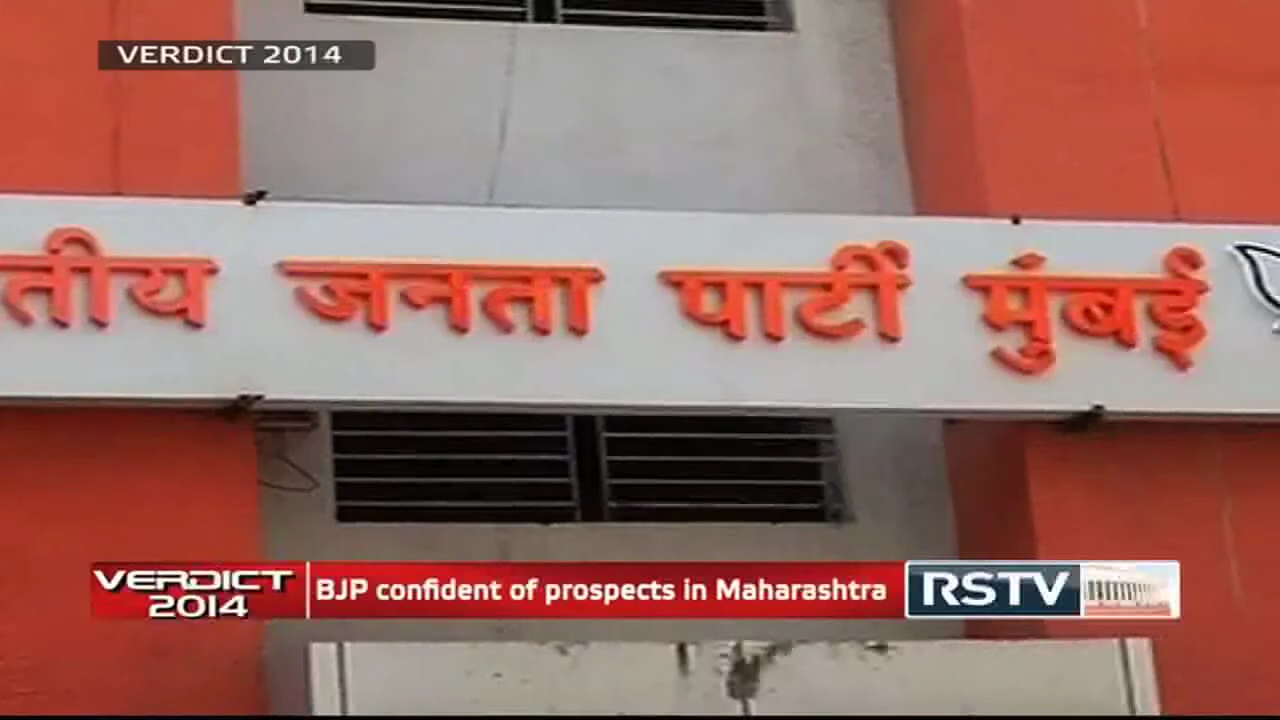 VERDICT 2014
तीय जनता पार्टी मुंबई
VERDICT
2014
BJP confident of prospects in Maharashtra
RSTV